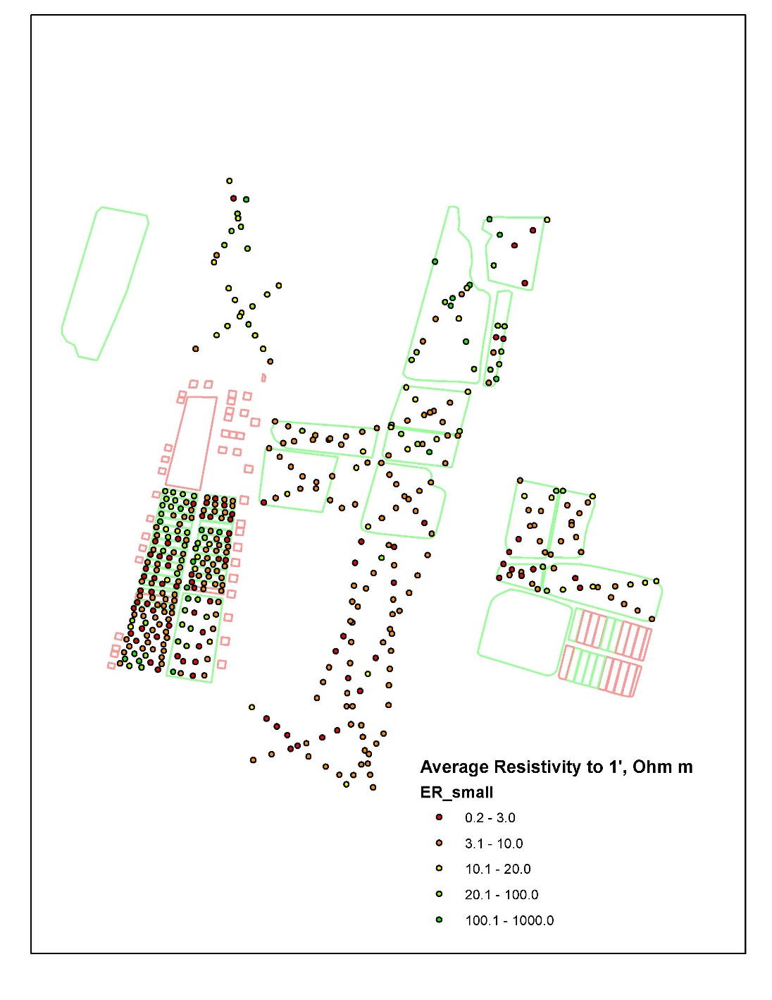 Average Resistivity to 1', Ohm m
ER_small
0.2 - 3.0
3.1 - 10.0
10.1 - 20.0
20.1 - 100.0
100.1 - 1000.0